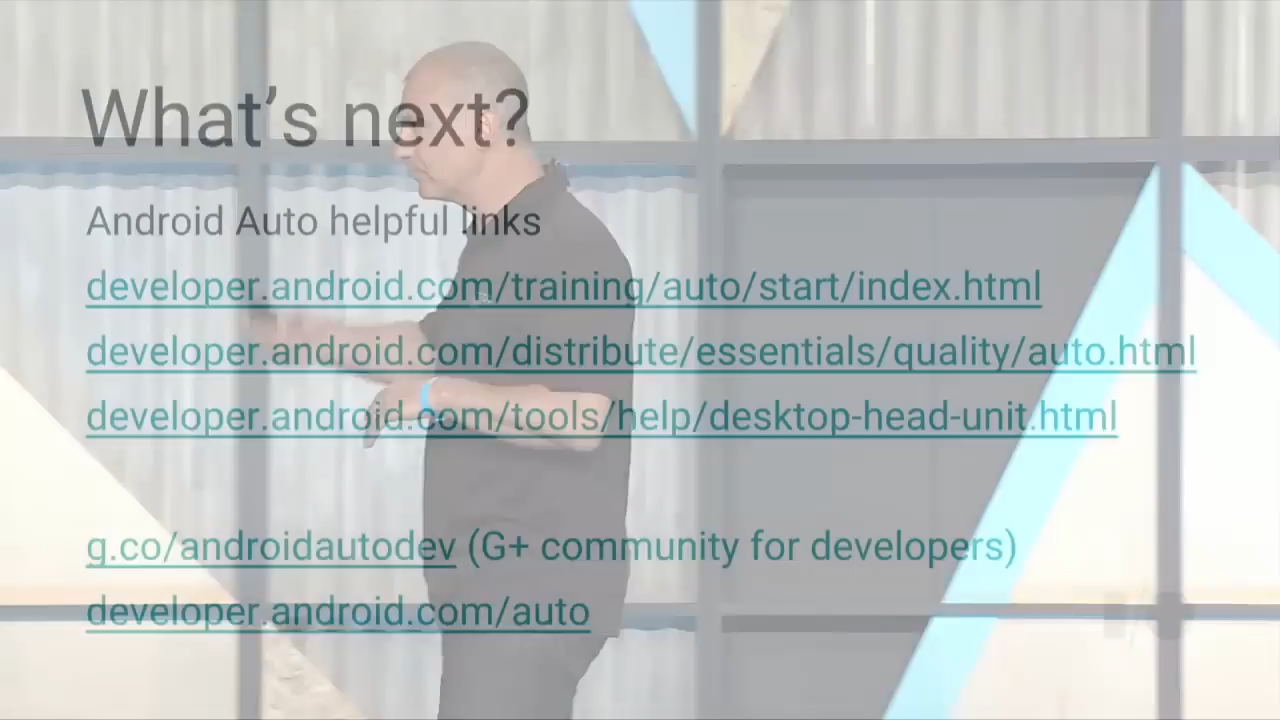 What's next?
Android Auto helpful links
developer.android.com/training/auto/start/index.html
developer.android.com/distribute/essentials/quality/auto.html
developer.android.com/tools/help/desktop-head-unit.html
g.co/androidautodev (G+ community for developers)
developer.android.com/auto